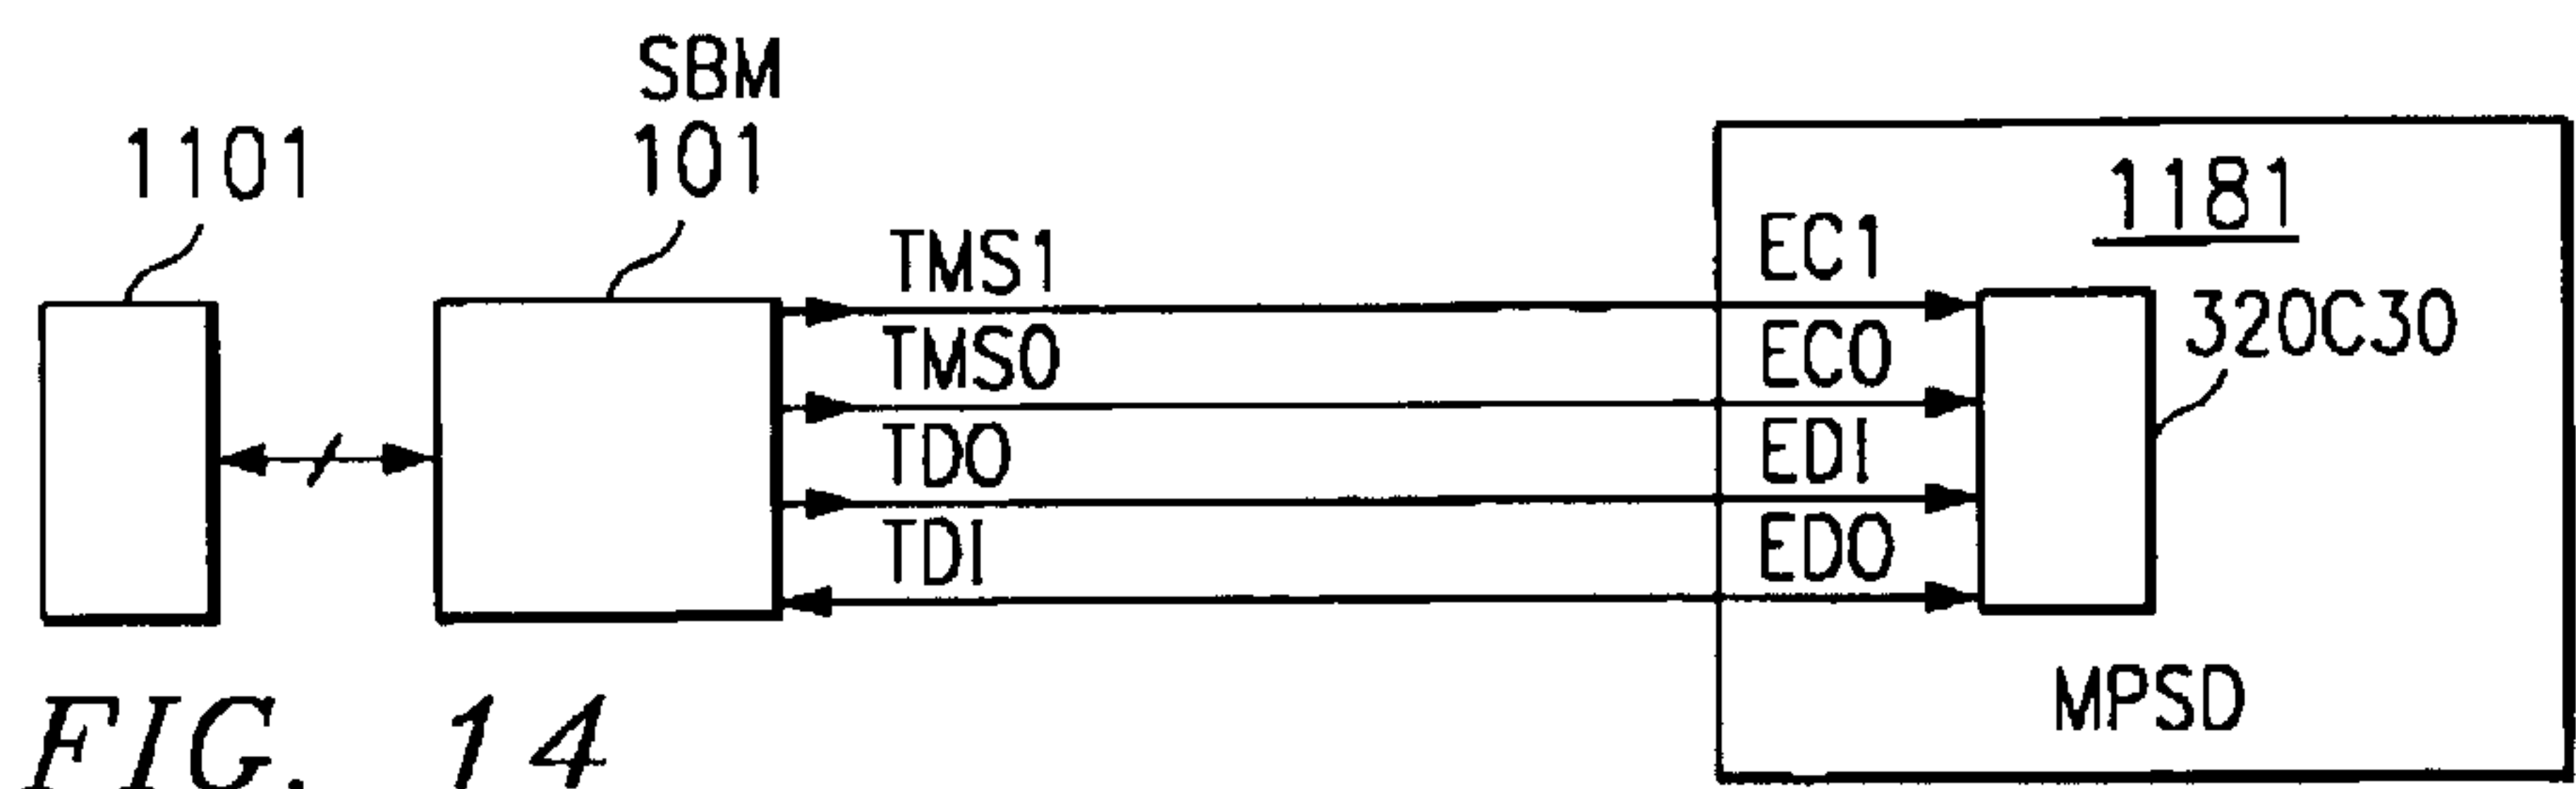 SBM
1101
101
1181
TMS1
EC1
320C30
TMS0
EC0
TDO
EDI
TDI
EDO
MPSD
FIG. 14